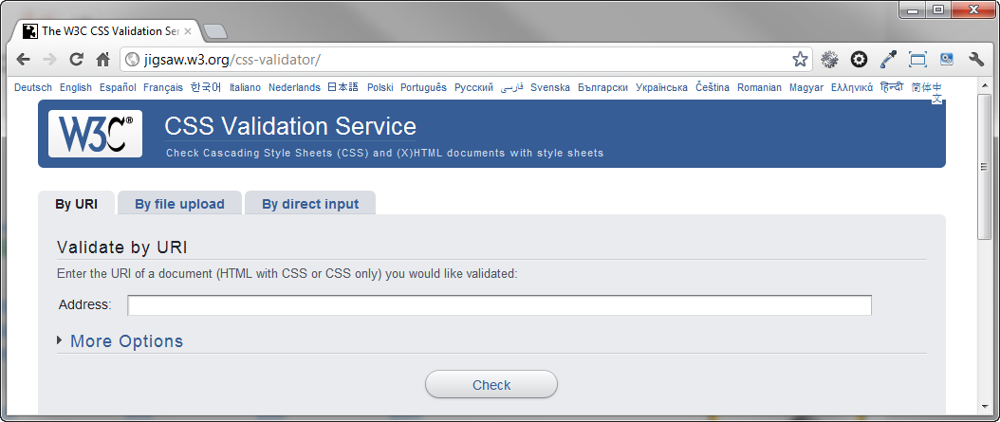 The W3C CSS Validation Ser
jigsaw.w3.org/css-validator/
Deutsch English Español Français 한국어 Italiano Nederlands 日本語 Polski Português Русский فارسی Svenska Български Українська Čeština Romanian Magyar Ελληνικά हिन्दी 简体中文
W3C®
CSS Validation Service
Check Cascading Style Sheets (CSS) and (X)HTML documents with style sheets
By URI By file upload By direct input
Validate by URI
Enter the URI of a document (HTML with CSS or CSS only) you would like validated:
Address:
More Options
Check